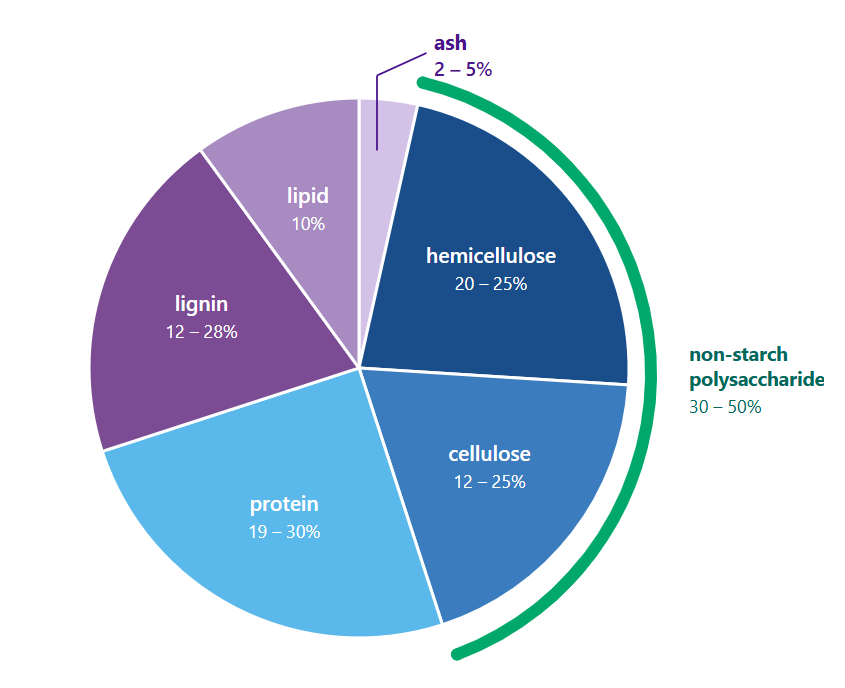 ash
2 – 5%
lipid
10%
hemicellulose
20 – 25%
lignin
12 – 28%
non-starch
polysaccharide
30 – 50%
cellulose
12 – 25%
protein
19 – 30%